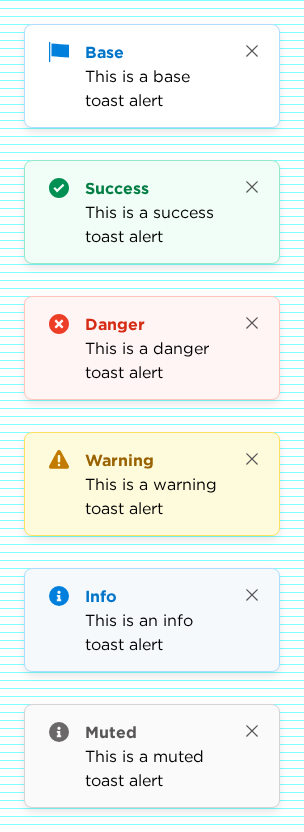 Base
This is a base
toast alert
Success
This is a success
toast alert
Danger
This is a danger
toast alert
Warning
This is a warning
toast alert
Info
This is an info
toast alert
Muted
This is a muted
toast alert